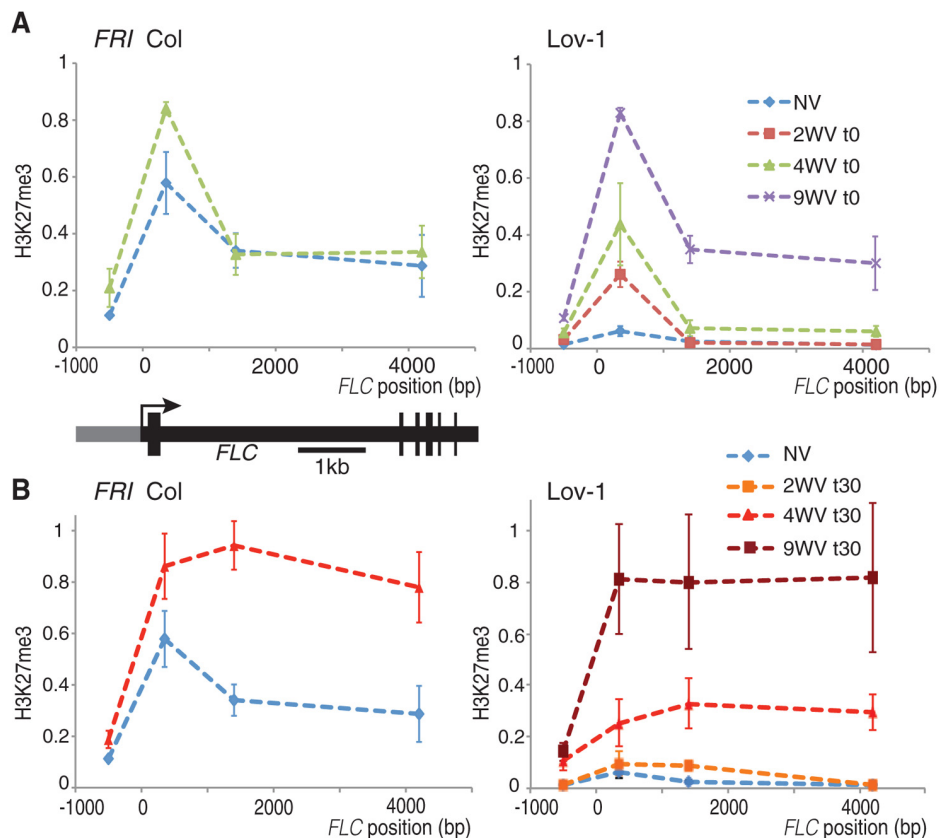 A
FRI Col
Lov-1
H3K27me3
1
0.8
0.6
0.4
0.2
0
-1000
0
2000
4000
FLC position (bp)
H3K27me3
1
0.8
0.6
0.4
0.2
0
-1000
0
2000
4000
FLC position (bp)
NV
2WV t0
4WV t0
9WV t0
FLC
1kb
B
FRI Col
Lov-1
H3K27me3
1
0.8
0.6
0.4
0.2
0
-1000
0
2000
4000
FLC position (bp)
H3K27me3
1
0.8
0.6
0.4
0.2
0
-1000
0
2000
4000
FLC position (bp)
NV
2WV t30
4WV t30
9WV t30